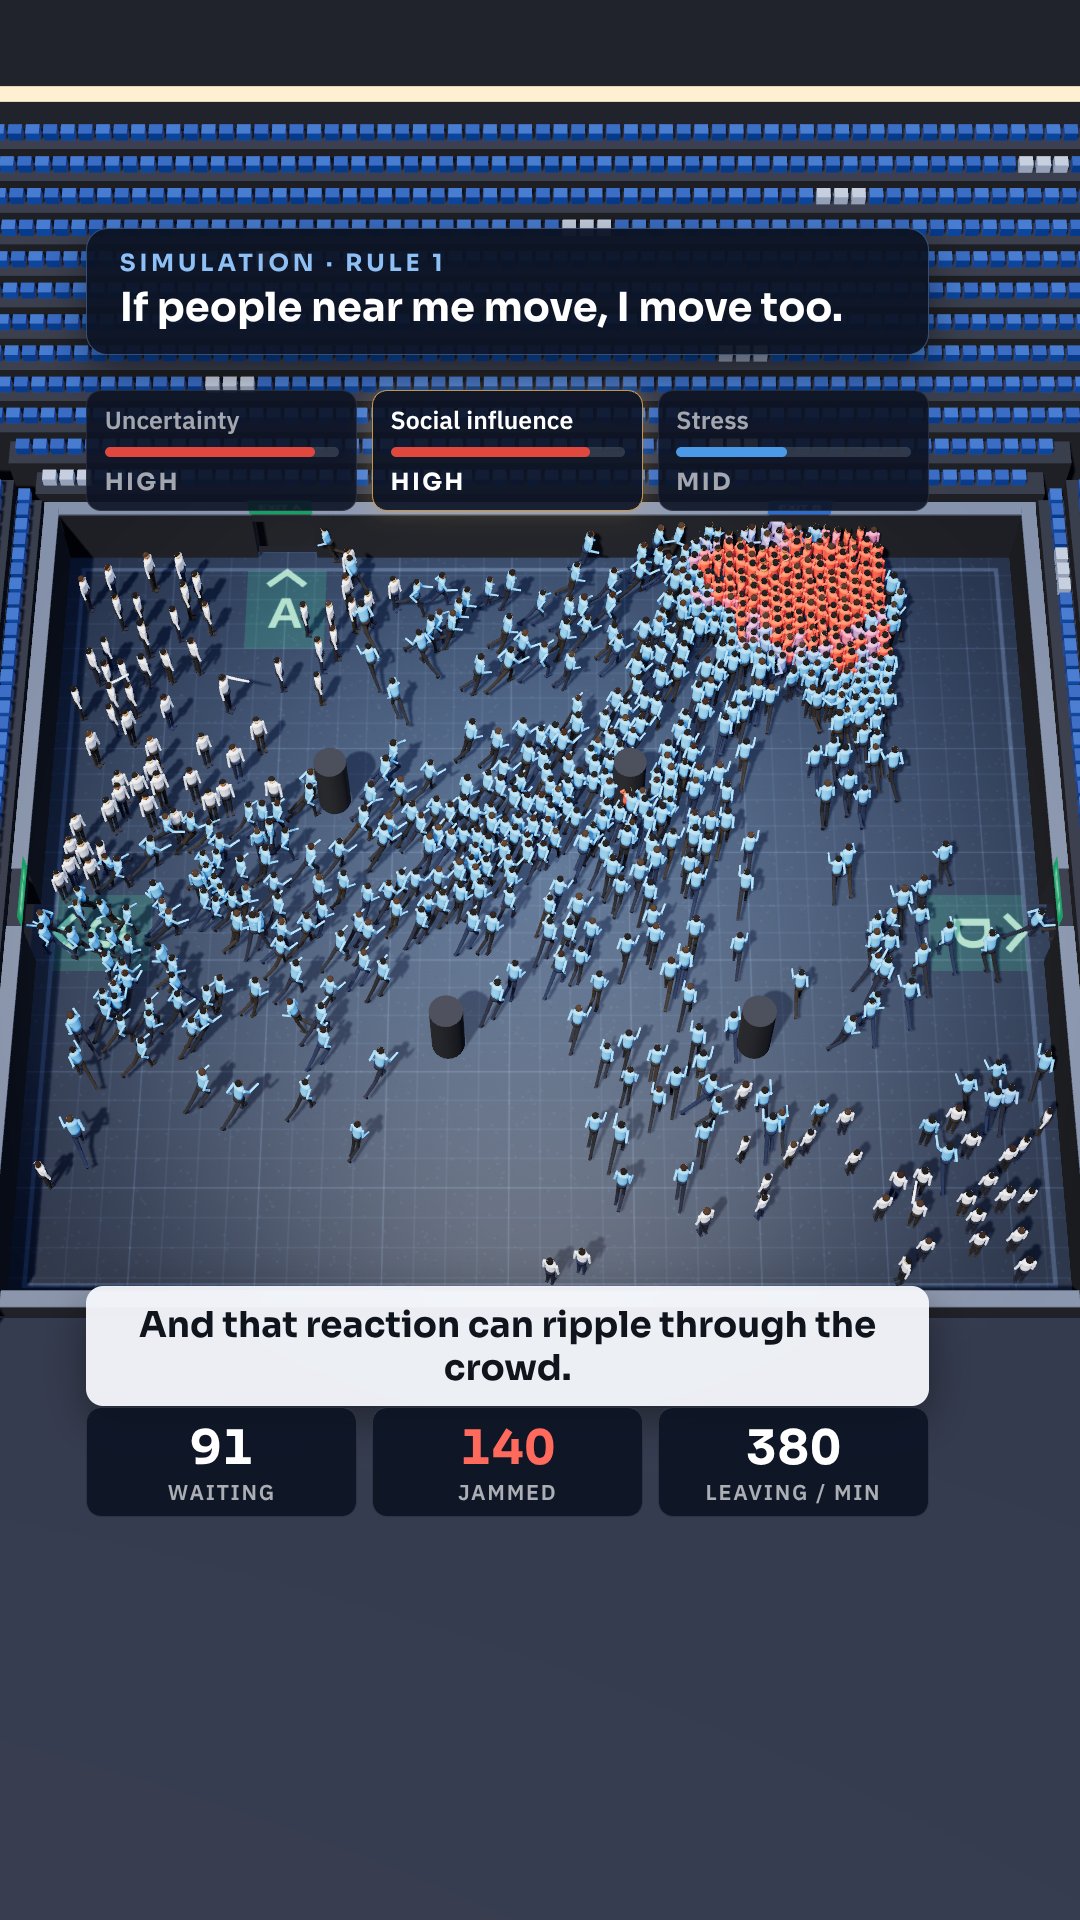 SIMULATION · RULE 1
If people near me move, I move too.
Uncertainty
HIGH
Social influence
HIGH
Stress
MID
A
D
And that reaction can ripple through the
crowd.
91
WAITING
140
JAMMED
380
LEAVING / MIN